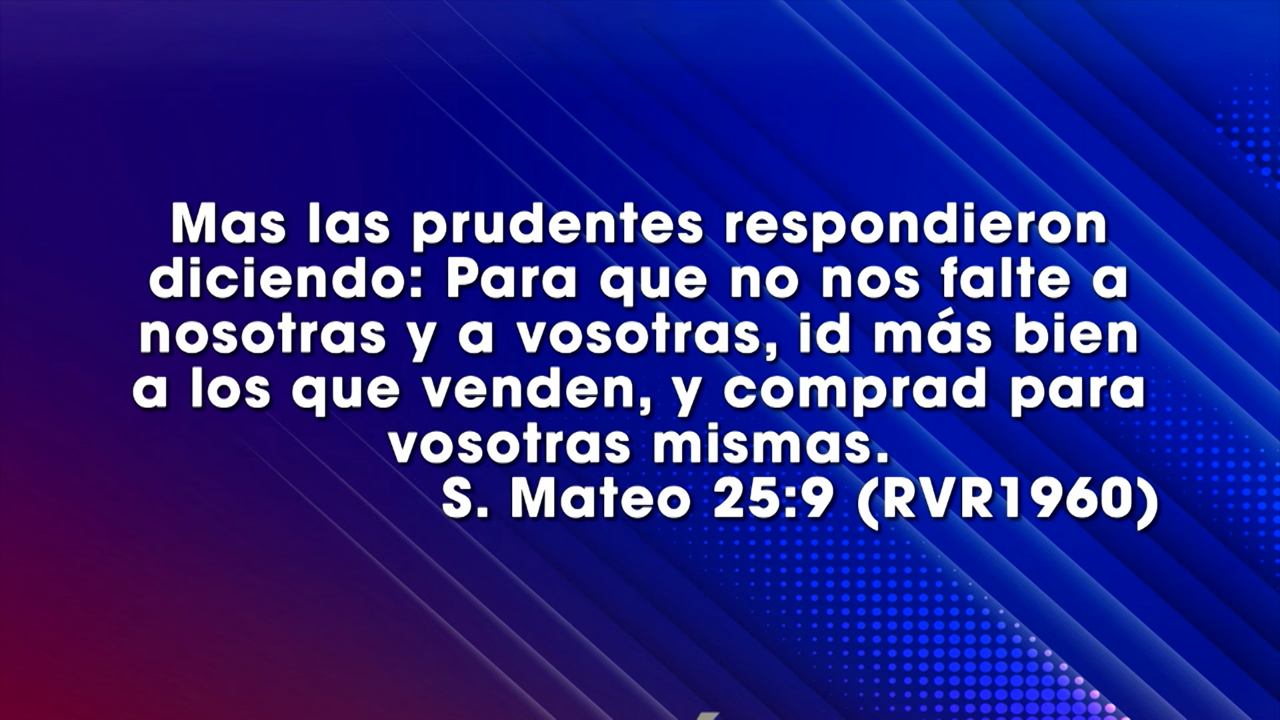 Mas las prudentes respondieron
diciendo: Para que no nos falte a
nosotras y a vosotras, id más bien
a los que venden, y comprad para
vosotras mismas.
S. Mateo 25:9 (RVR1960)